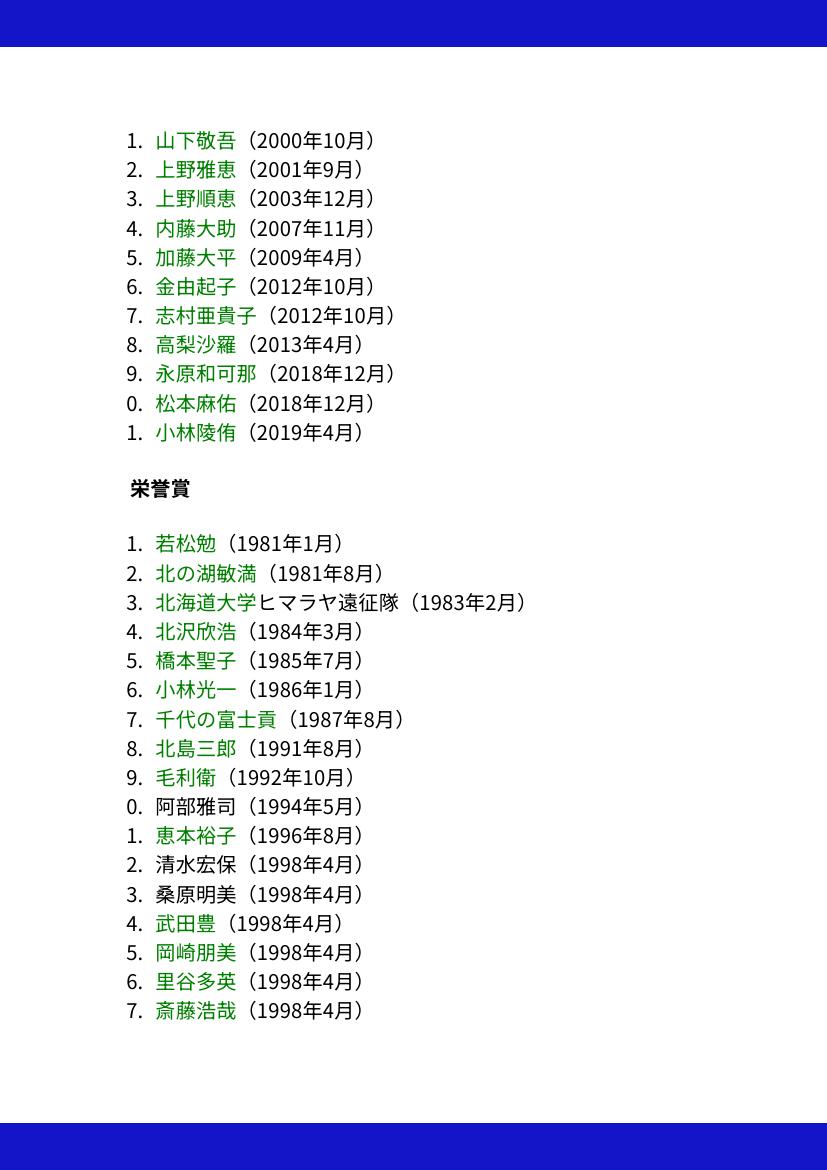 1. 山下敬吾（2000年10月）
2. 上野雅恵（2001年9月）
3. 上野順恵（2003年12月）
4. 内藤大助（2007年11月）
5. 加藤大平（2009年4月）
6. 金由起子（2012年10月）
7. 志村亜貴子（2012年10月）
8. 高梨沙羅（2013年4月）
9. 永原和可那（2018年12月）
0. 松本麻佑（2018年12月）
1. 小林陵侑（2019年4月）
栄誉賞
1. 若松勉（1981年1月）
2. 北の湖敏満（1981年8月）
3. 北海道大学ヒマラヤ遠征隊（1983年2月）
4. 北沢欣浩（1984年3月）
5. 橋本聖子（1985年7月）
6. 小林光一（1986年1月）
7. 千代の富士貢（1987年8月）
8. 北島三郎（1991年8月）
9. 毛利衛（1992年10月）
0. 阿部雅司（1994年5月）
1. 恵本裕子（1996年8月）
2. 清水宏保（1998年4月）
3. 桑原明美（1998年4月）
4. 武田豊（1998年4月）
5. 岡崎朋美（1998年4月）
6. 里谷多英（1998年4月）
7. 斎藤浩哉（1998年4月）